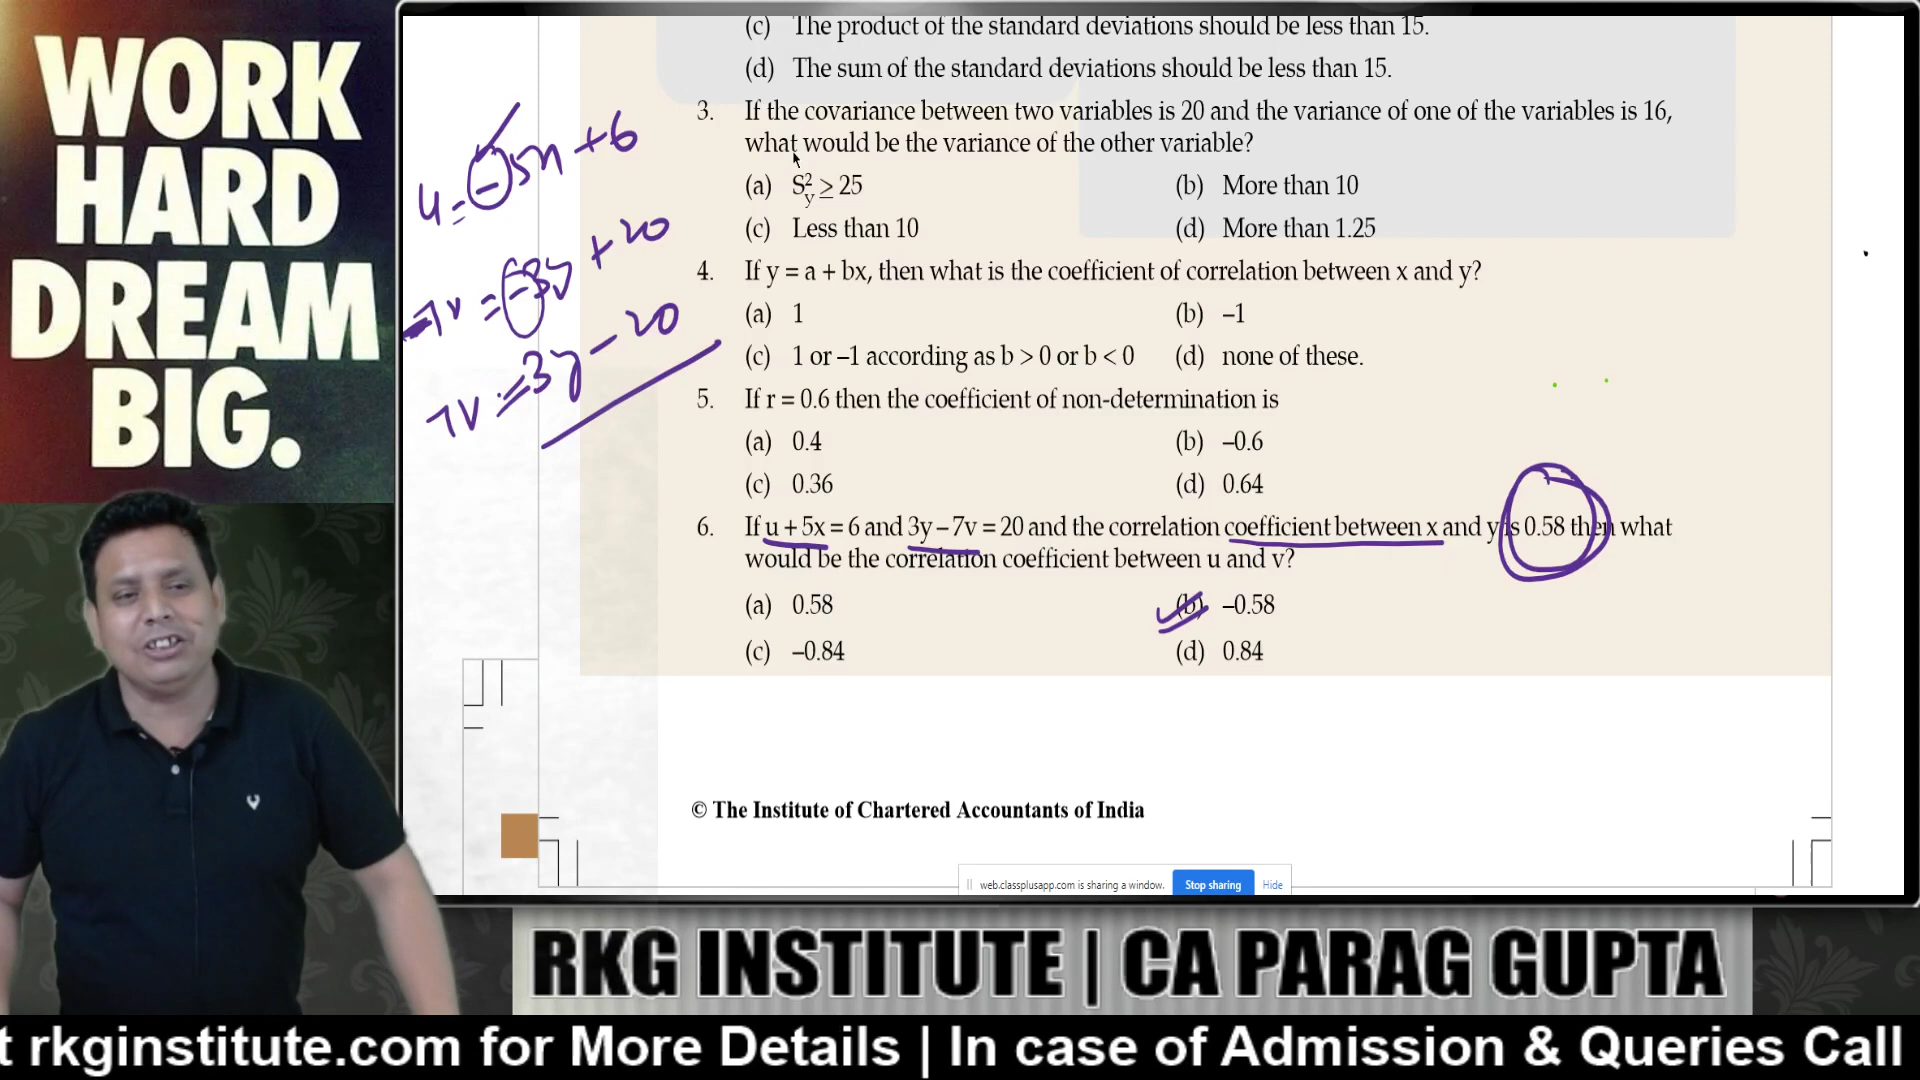 WORK
HARD
DREAM
BIG.
(c) The product of the standard deviations should be less than 15.
(d) The sum of the standard deviations should be less than 15.
3. If the covariance between two variables is 20 and the variance of one of the variables is 16,
what would be the variance of the other variable?
(a) S²y ≥ 25 (b) More than 10
(c) Less than 10 (d) More than 1.25
4. If y = a + bx, then what is the coefficient of correlation between x and y?
(a) 1 (b) –1
(c) 1 or –1 according as b > 0 or b < 0 (d) none of these.
5. If r = 0.6 then the coefficient of non-determination is
(a) 0.4 (b) –0.6
(c) 0.36 (d) 0.64
6. If u + 5x = 6 and 3y – 7v = 20 and the correlation coefficient between x and y is 0.58 then what
would be the correlation coefficient between u and v?
(a) 0.58 (b) –0.58
(c) –0.84 (d) 0.84
u = -5x + 6
-7v = -3y + 20
7v = 3y - 20
© The Institute of Chartered Accountants of India
web.classplusapp.com is sharing a window. Stop sharing Hide
RKG INSTITUTE | CA PARAG GUPTA
t rkginstitute.com for More Details | In case of Admission & Queries Call